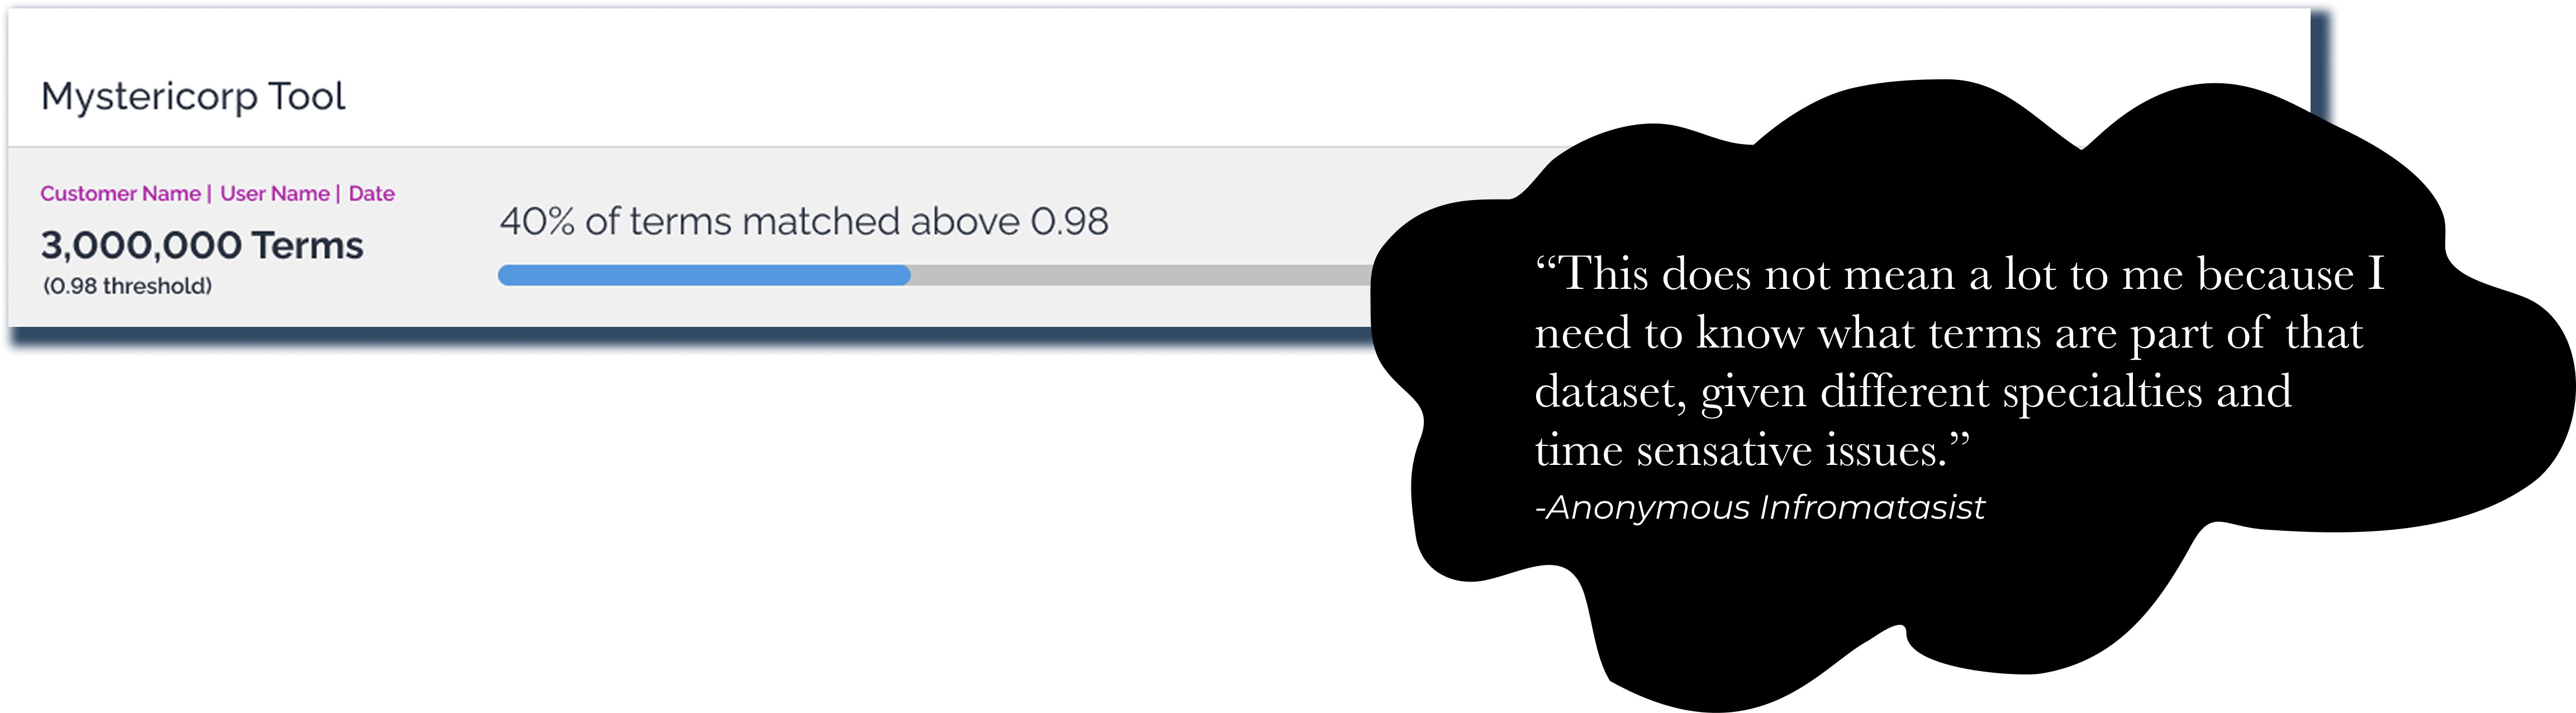 Mystericorp Tool
Customer Name | User Name | Date
3,000,000 Terms
(0.98 threshold)
40% of terms matched above 0.98
“This does not mean a lot to me because I
need to know what terms are part of that
dataset, given different specialties and
time sensative issues.”
-Anonymous Infromatasist